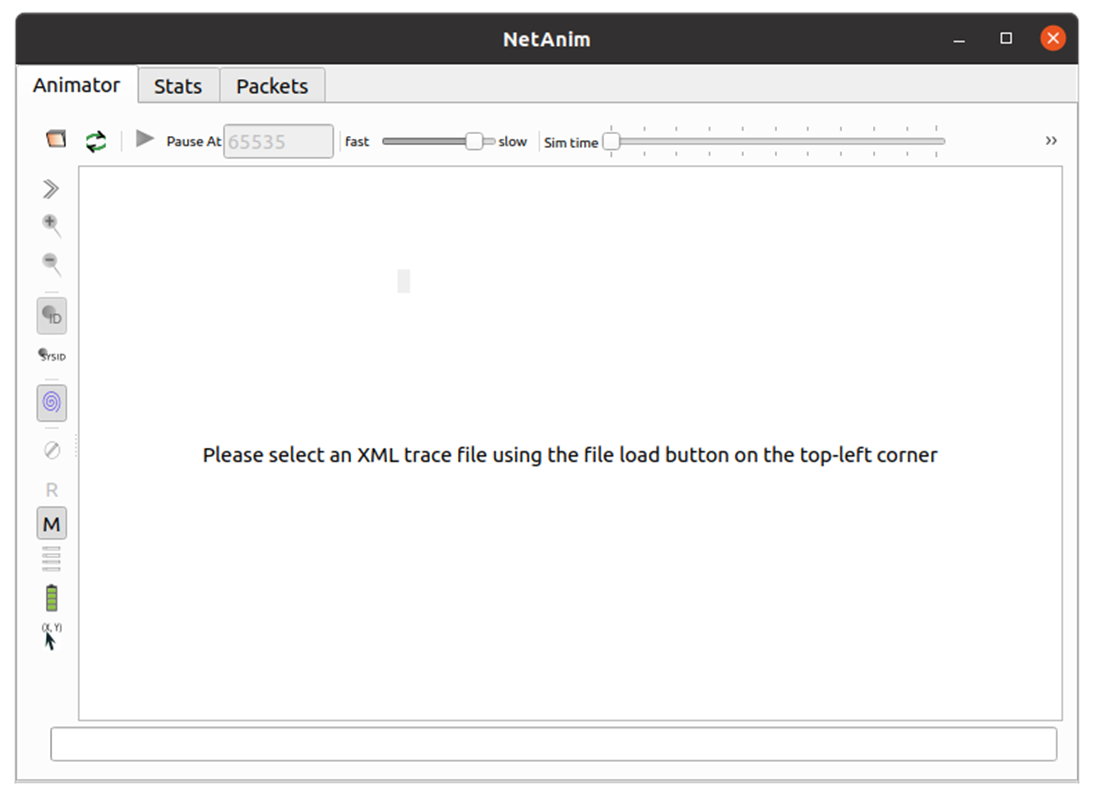 NetAnim
Animator Stats Packets
Pause At 65535 fast slow Sim time
ID
SYSID
Please select an XML trace file using the file load button on the top-left corner
R
M
(X, Y)